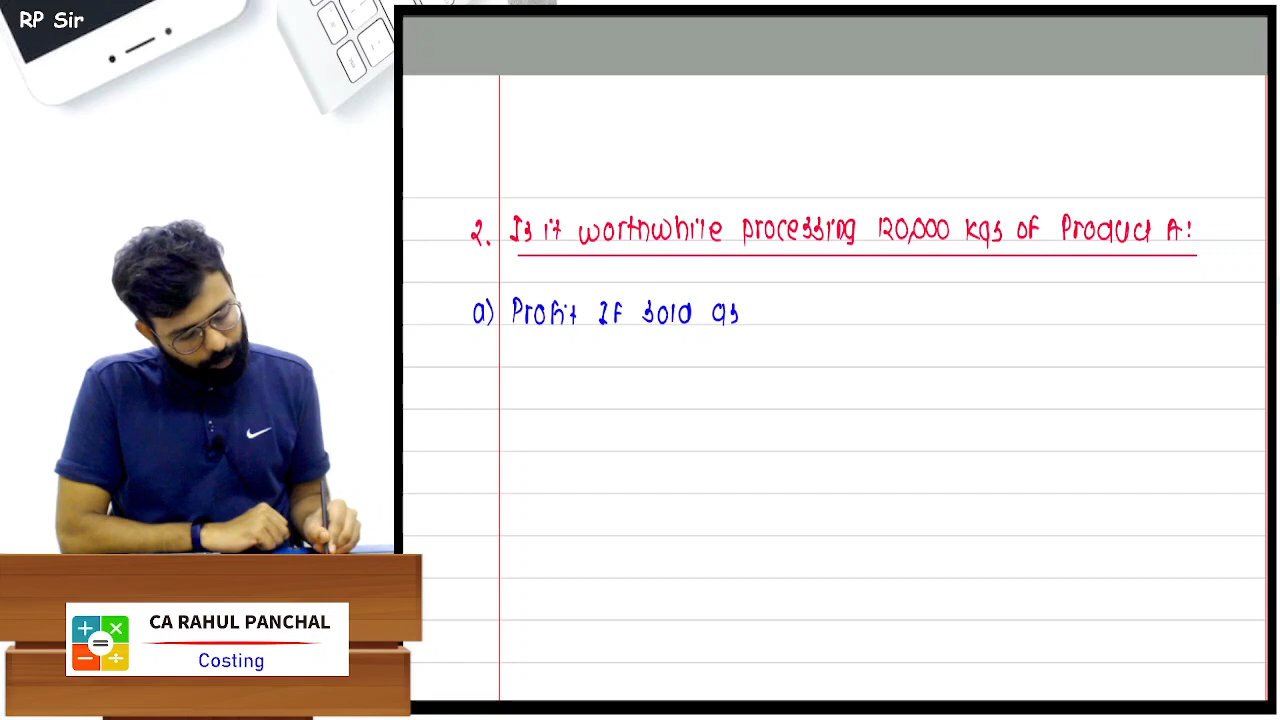 RP Sir
2. Is it worthwhile processing 120,000 kgs of Product A:
a) Profit If sold as
CA RAHUL PANCHAL
Costing